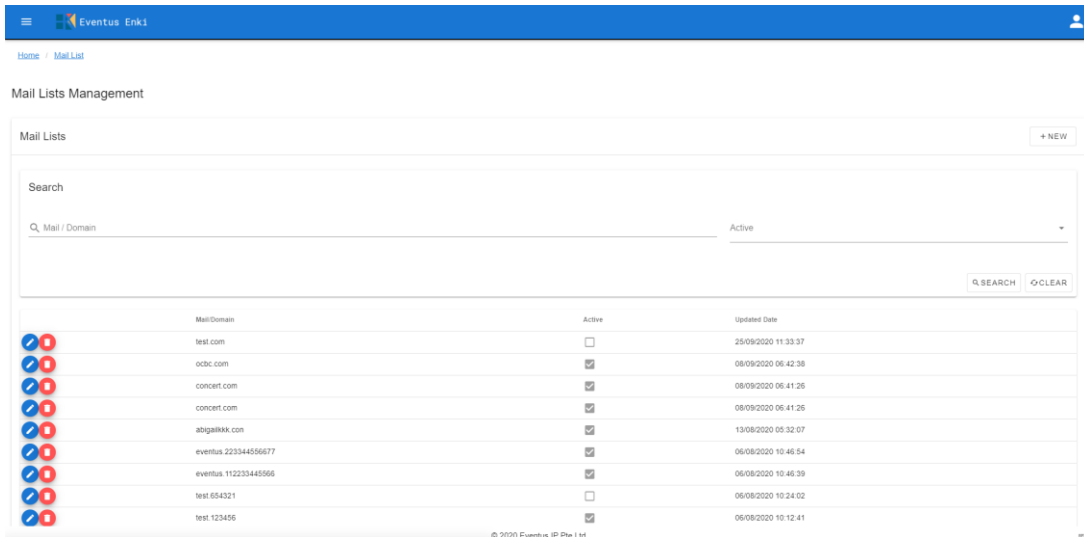 Eventus Enki
Home / Mail List
Mail Lists Management
Mail Lists
+ NEW
Search
Mail / Domain
Active
SEARCH
CLEAR
Mail/Domain Active Updated Date
test.com 25/09/2020 11:33:37
ocbc.com 08/09/2020 06:42:38
concert.com 08/09/2020 06:41:26
concert.com 08/09/2020 06:41:26
abigailkkk.con 13/08/2020 05:32:07
eventus.223344556677 06/08/2020 10:46:54
eventus.112233445566 06/08/2020 10:46:39
test.654321 06/08/2020 10:24:02
test.123456 06/08/2020 10:12:41
© 2020 Eventus IP Pte Ltd